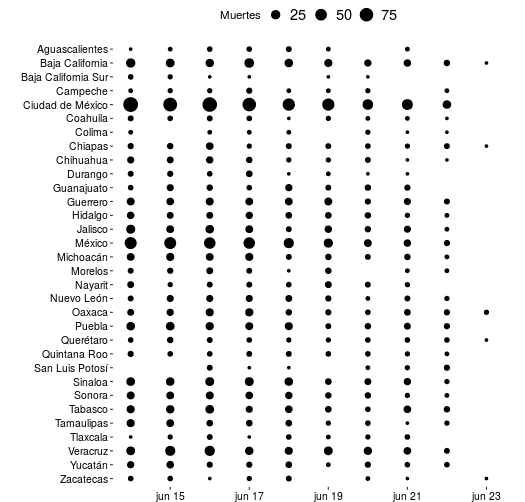 Muertes 25 50 75
Aguascalientes
Baja California
Baja California Sur
Campeche
Ciudad de México
Coahuila
Colima
Chiapas
Chihuahua
Durango
Guanajuato
Guerrero
Hidalgo
Jalisco
México
Michoacán
Morelos
Nayarit
Nuevo León
Oaxaca
Puebla
Querétaro
Quintana Roo
San Luis Potosí
Sinaloa
Sonora
Tabasco
Tamaulipas
Tlaxcala
Veracruz
Yucatán
Zacatecas
jun 15 jun 17 jun 19 jun 21 jun 23